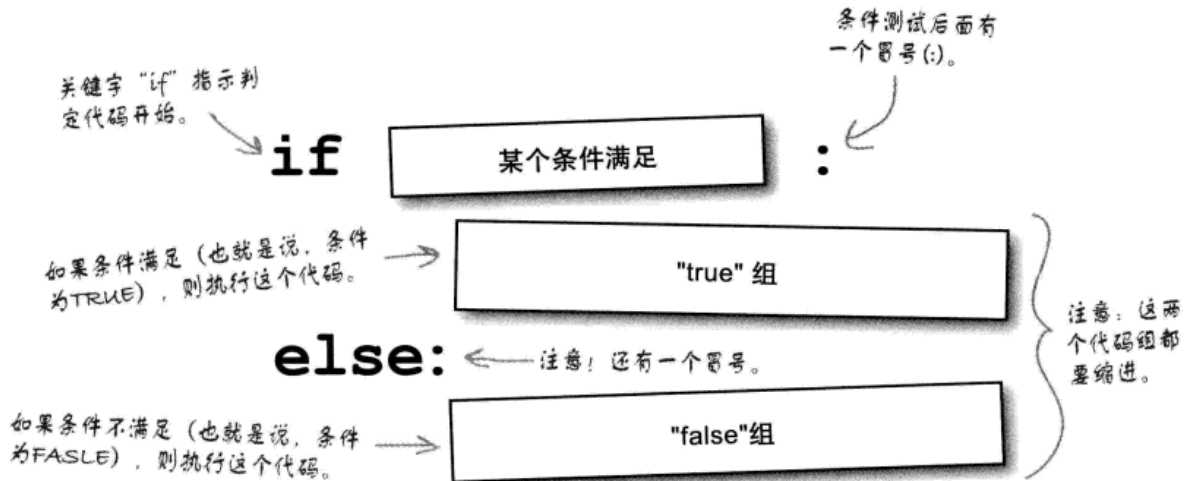 条件测试后面有
一个冒号(:)。
关键字“if”指示判
定代码开始。
if 某个条件满足 :
如果条件满足（也就是说，条件
为TRUE），则执行这个代码。
"true" 组
else: 注意！还有一个冒号。
注意：这两
个代码组都
要缩进。
如果条件不满足（也就是说，条件
为FASLE），则执行这个代码。
"false"组